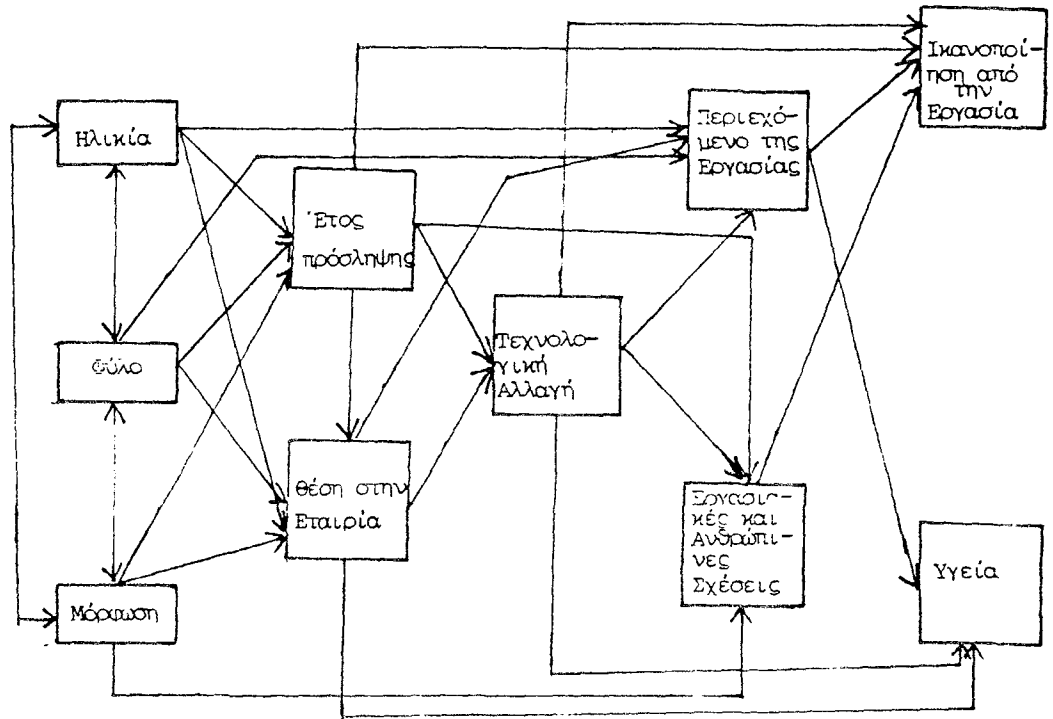 Ηλικία
Φύλο
Μόρφωση
Έτος
πρόσληψης
θέση στην
Εταιρία
Τεχνολο-
γική
Αλλαγή
Περιεχό-
μενο της
Εργασίας
Εργασια-
κές και
Ανθρώπι-
νες
Σχέσεις
Ικανοποί-
ηση από
την
Εργασία
Υγεία